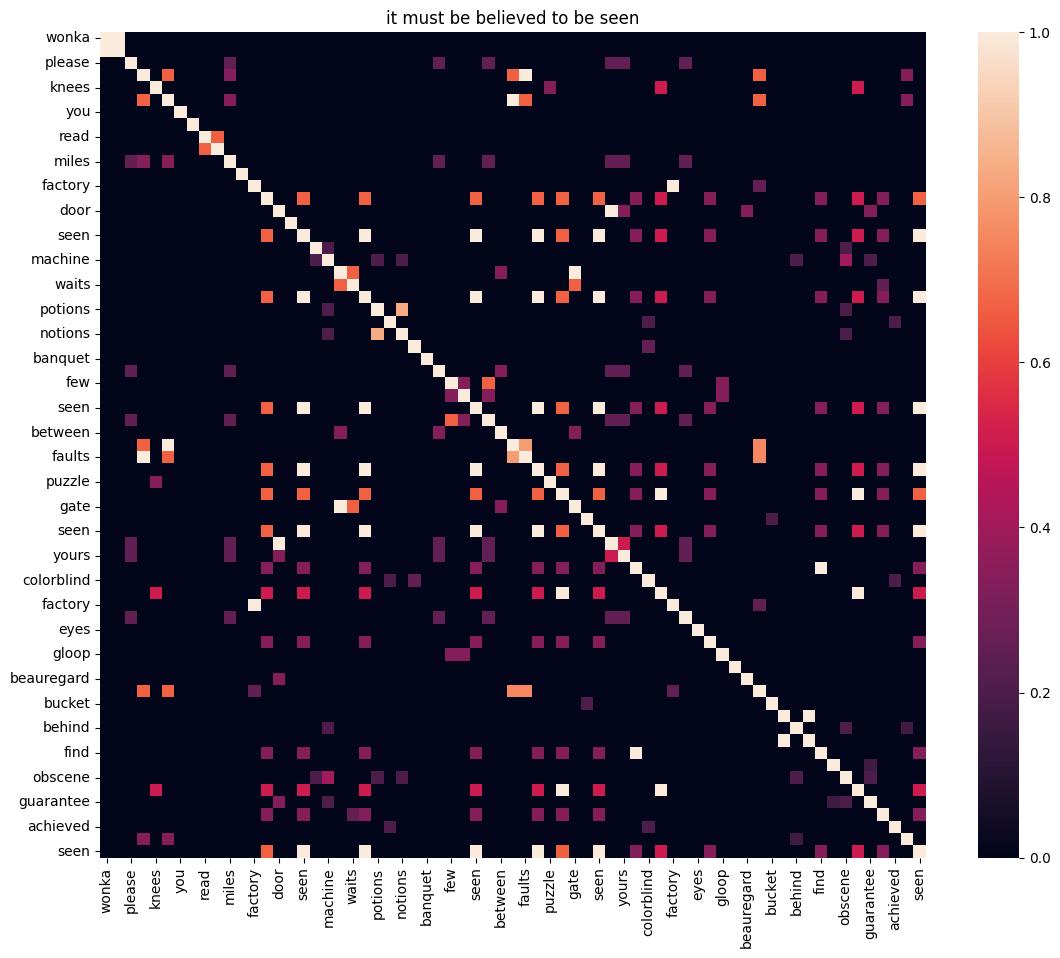 it must be believed to be seen
wonka
please
knees
you
read
miles
factory
door
seen
machine
waits
potions
notions
banquet
few
seen
between
faults
puzzle
gate
seen
yours
colorblind
factory
eyes
gloop
beauregard
bucket
behind
find
obscene
guarantee
achieved
seen
1.0
0.8
0.6
0.4
0.2
0.0
wonka
please
knees
you
read
miles
factory
door
seen
machine
waits
potions
notions
banquet
few
seen
between
faults
puzzle
gate
seen
yours
colorblind
factory
eyes
gloop
beauregard
bucket
behind
find
obscene
guarantee
achieved
seen